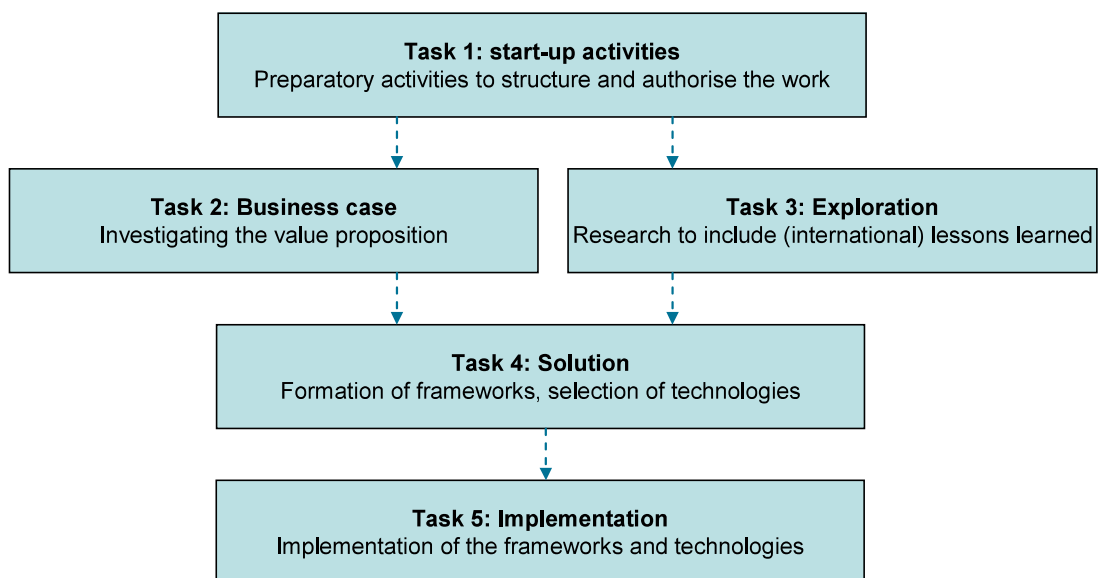 Task 1: start-up activities
Preparatory activities to structure and authorise the work
Task 2: Business case
Investigating the value proposition
Task 3: Exploration
Research to include (international) lessons learned
Task 4: Solution
Formation of frameworks, selection of technologies
Task 5: Implementation
Implementation of the frameworks and technologies